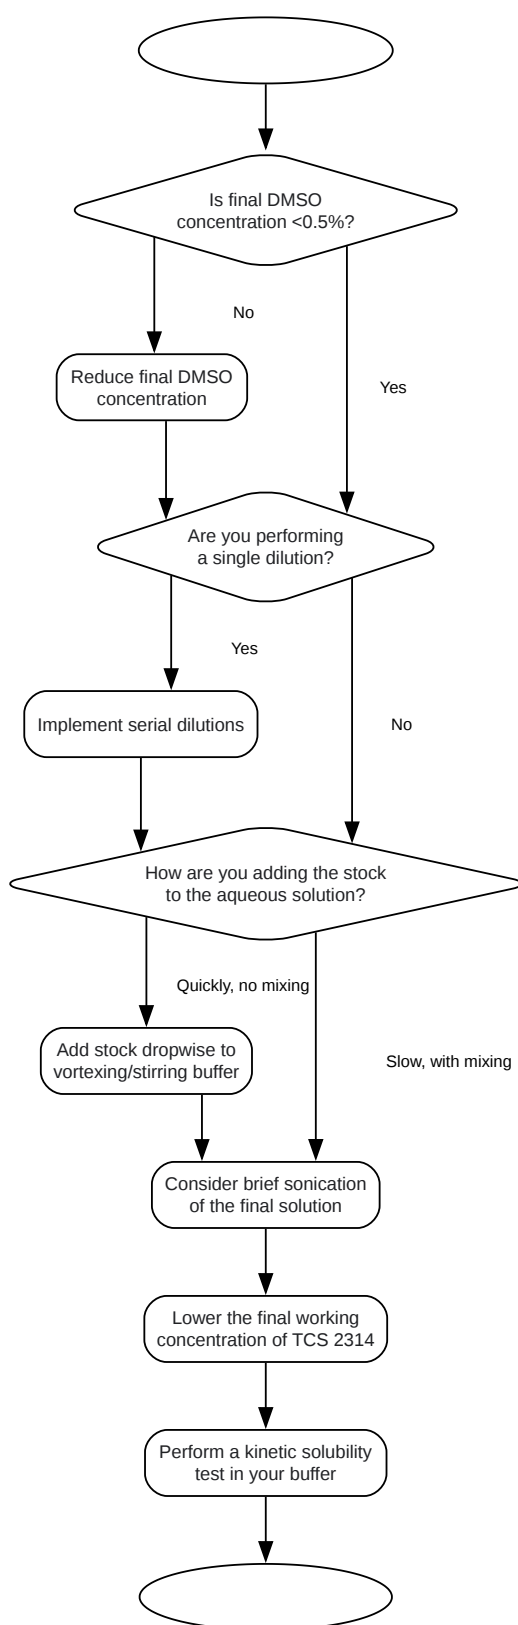 Is final DMSO
concentration <0.5%?
No
Reduce final DMSO
concentration
Yes
Are you performing
a single dilution?
Yes
Implement serial dilutions
No
How are you adding the stock
to the aqueous solution?
Quickly, no mixing
Add stock dropwise to
vortexing/stirring buffer
Slow, with mixing
Consider brief sonication
of the final solution
Lower the final working
concentration of TCS 2314
Perform a kinetic solubility
test in your buffer